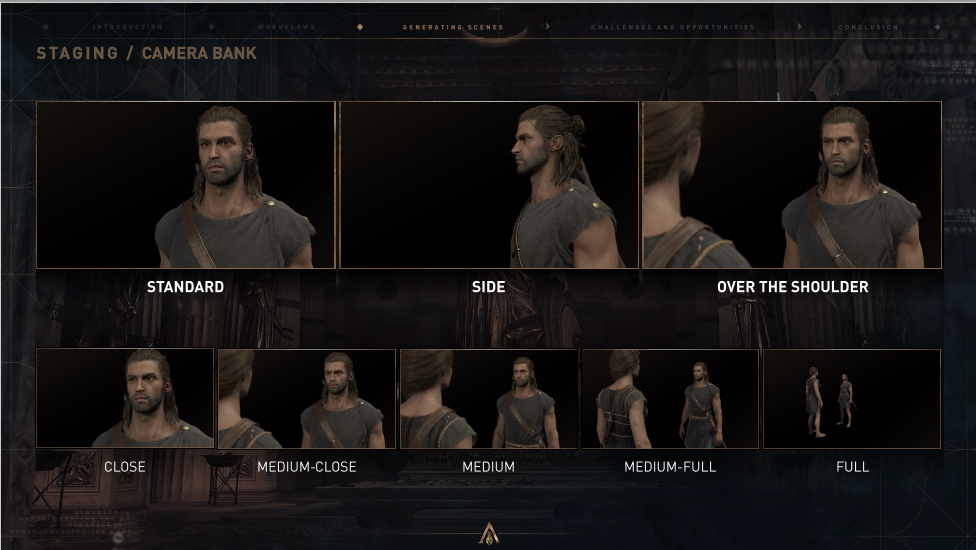 INTRODUCTION
WORKFLOWS
GENERATING SCENES
CHALLENGES AND OPPORTUNITIES
CONCLUSION
STAGING / CAMERA BANK
STANDARD
SIDE
OVER THE SHOULDER
CLOSE
MEDIUM-CLOSE
MEDIUM
MEDIUM-FULL
FULL